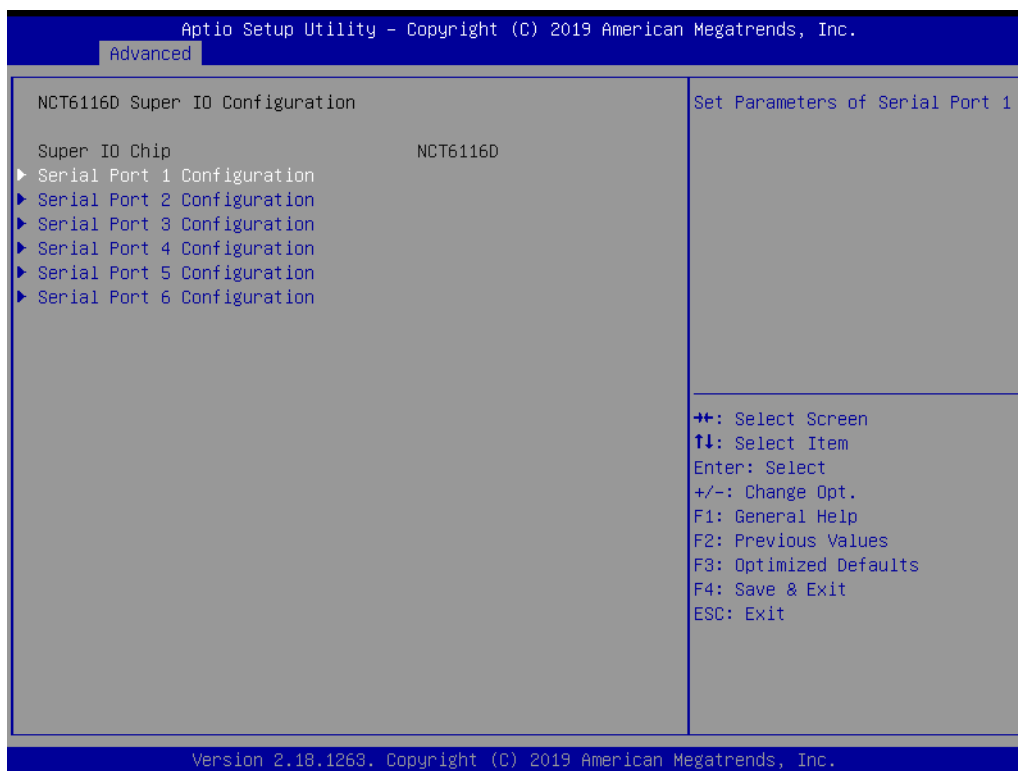 Aptio Setup Utility – Copyright (C) 2019 American Megatrends, Inc.
Advanced
NCT6116D Super IO Configuration
Super IO Chip NCT6116D
Serial Port 1 Configuration
Serial Port 2 Configuration
Serial Port 3 Configuration
Serial Port 4 Configuration
Serial Port 5 Configuration
Serial Port 6 Configuration
Set Parameters of Serial Port 1
→←: Select Screen
↑↓: Select Item
Enter: Select
+/-: Change Opt.
F1: General Help
F2: Previous Values
F3: Optimized Defaults
F4: Save & Exit
ESC: Exit
Version 2.18.1263. Copyright (C) 2019 American Megatrends, Inc.